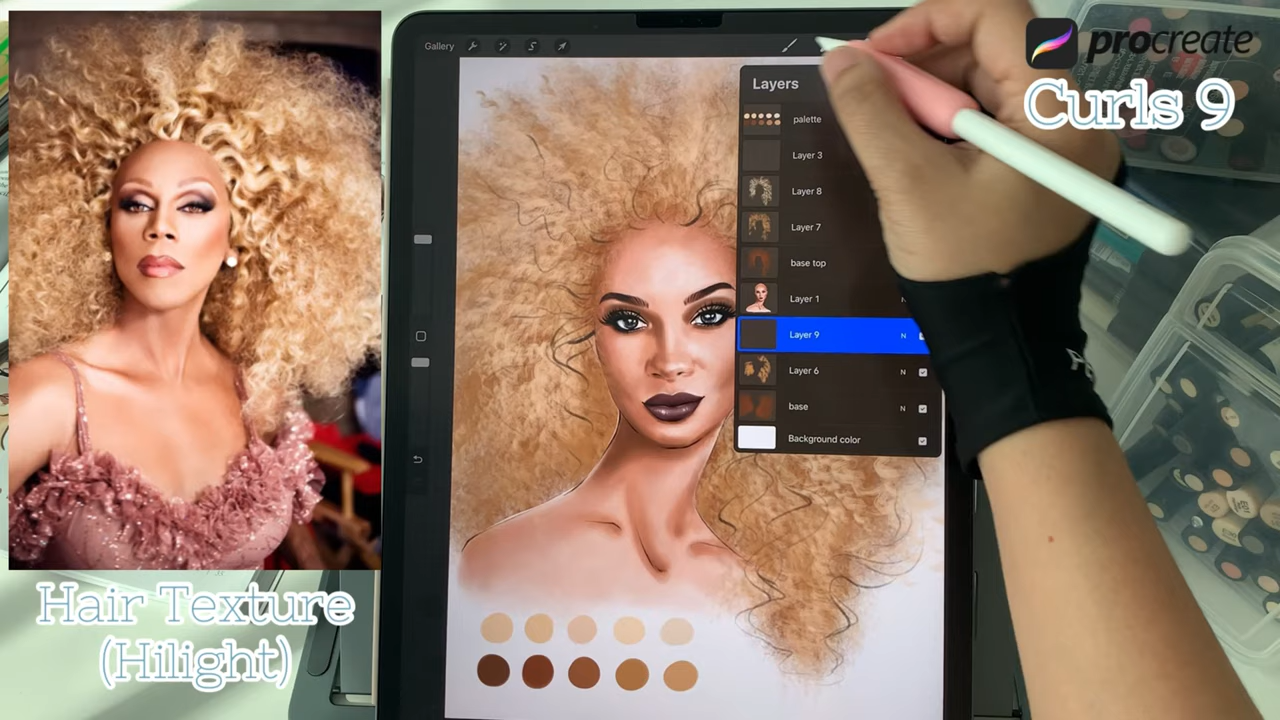 procreate
Curls 9
Gallery
Layers
palette
Layer 3
Layer 8
Layer 7
base top
Layer 1
Layer 9 N
Layer 6 N
base N
Background color
Hair Texture
(Hilight)